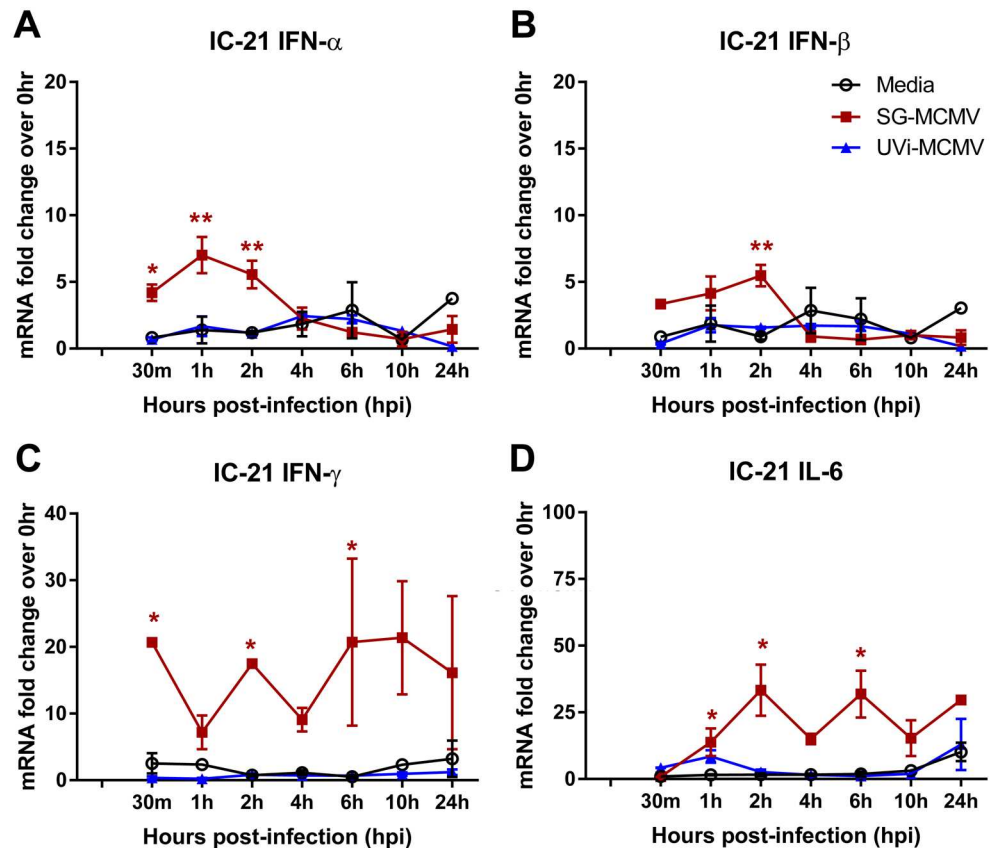 A
IC-21 IFN-α
mRNA fold change over 0hr
20
15
10
5
0
*
**
**
30m 1h 2h 4h 6h 10h 24h
Hours post-infection (hpi)
B
IC-21 IFN-β
Media
SG-MCMV
UVi-MCMV
mRNA fold change over 0hr
20
15
10
5
0
**
30m 1h 2h 4h 6h 10h 24h
Hours post-infection (hpi)
C
IC-21 IFN-γ
mRNA fold change over 0hr
40
30
20
10
0
*
*
*
30m 1h 2h 4h 6h 10h 24h
Hours post-infection (hpi)
D
IC-21 IL-6
mRNA fold change over 0hr
100
75
50
25
0
*
*
*
30m 1h 2h 4h 6h 10h 24h
Hours post-infection (hpi)